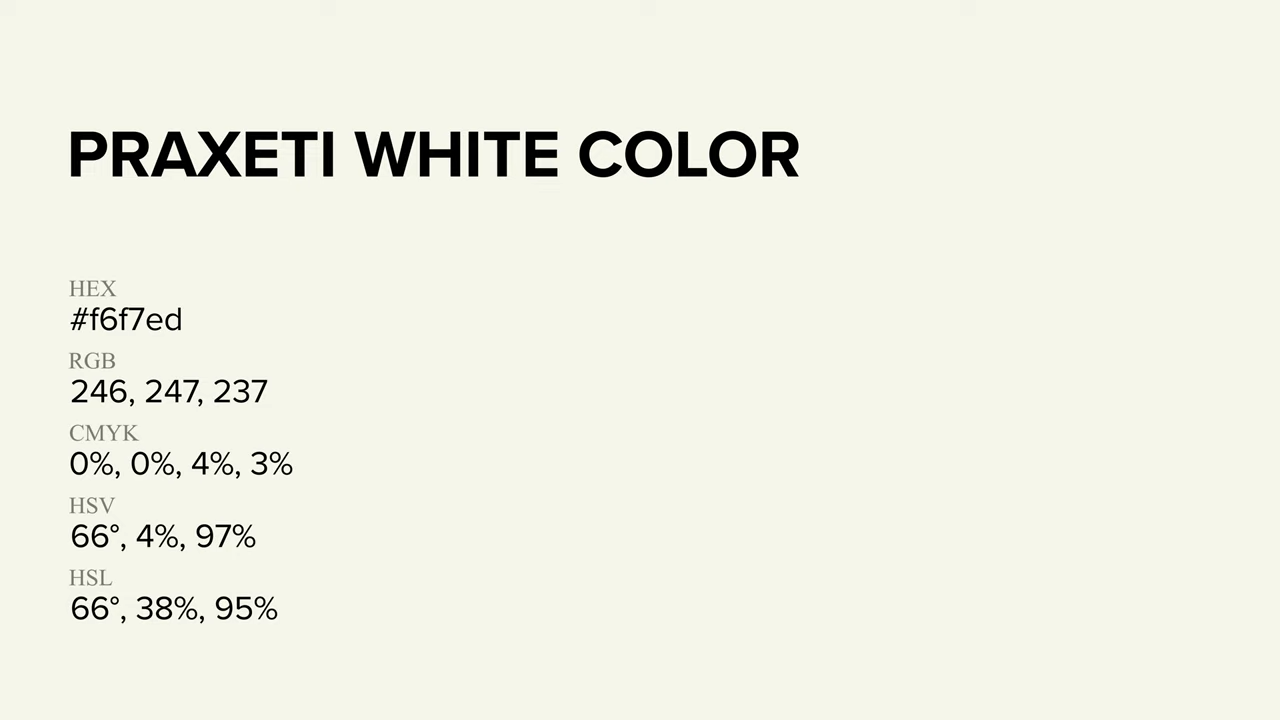 PRAXETI WHITE COLOR
HEX
#f6f7ed
RGB
246, 247, 237
CMYK
0%, 0%, 4%, 3%
HSV
66°, 4%, 97%
HSL
66°, 38%, 95%